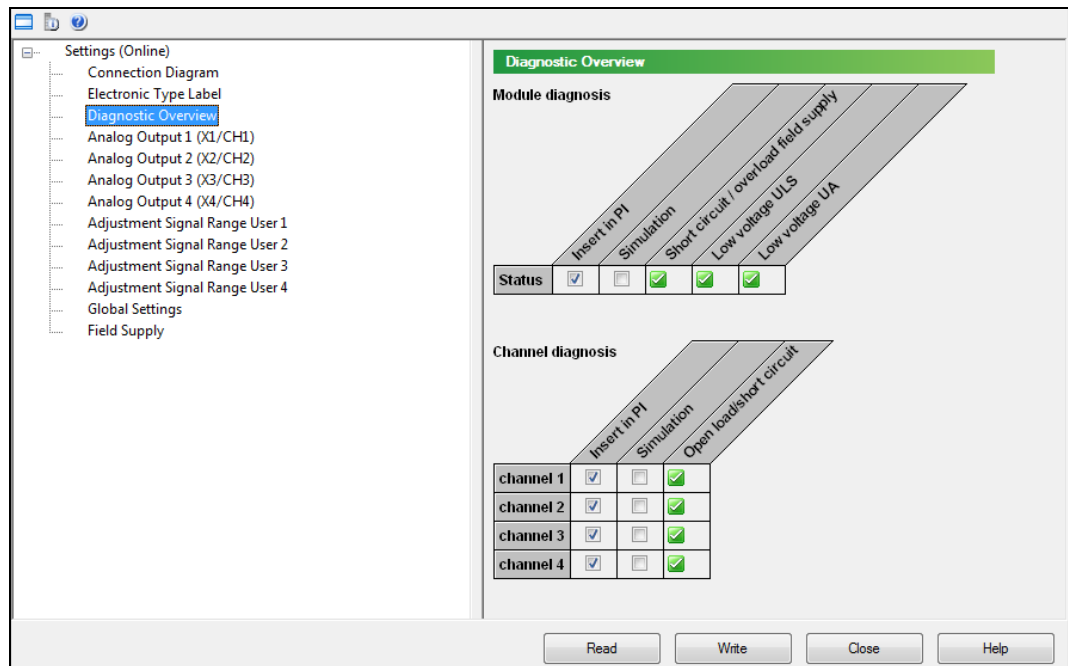 Settings (Online)
Connection Diagram
Electronic Type Label
Diagnostic Overview
Analog Output 1 (X1/CH1)
Analog Output 2 (X2/CH2)
Analog Output 3 (X3/CH3)
Analog Output 4 (X4/CH4)
Adjustment Signal Range User 1
Adjustment Signal Range User 2
Adjustment Signal Range User 3
Adjustment Signal Range User 4
Global Settings
Field Supply
Diagnostic Overview
Module diagnosis
Insert in PI
Simulation
Short circuit / overload field supply
Low voltage ULS
Low voltage UA
Status
Channel diagnosis
Insert in PI
Simulation
Open load/short circuit
channel 1
channel 2
channel 3
channel 4
Read
Write
Close
Help